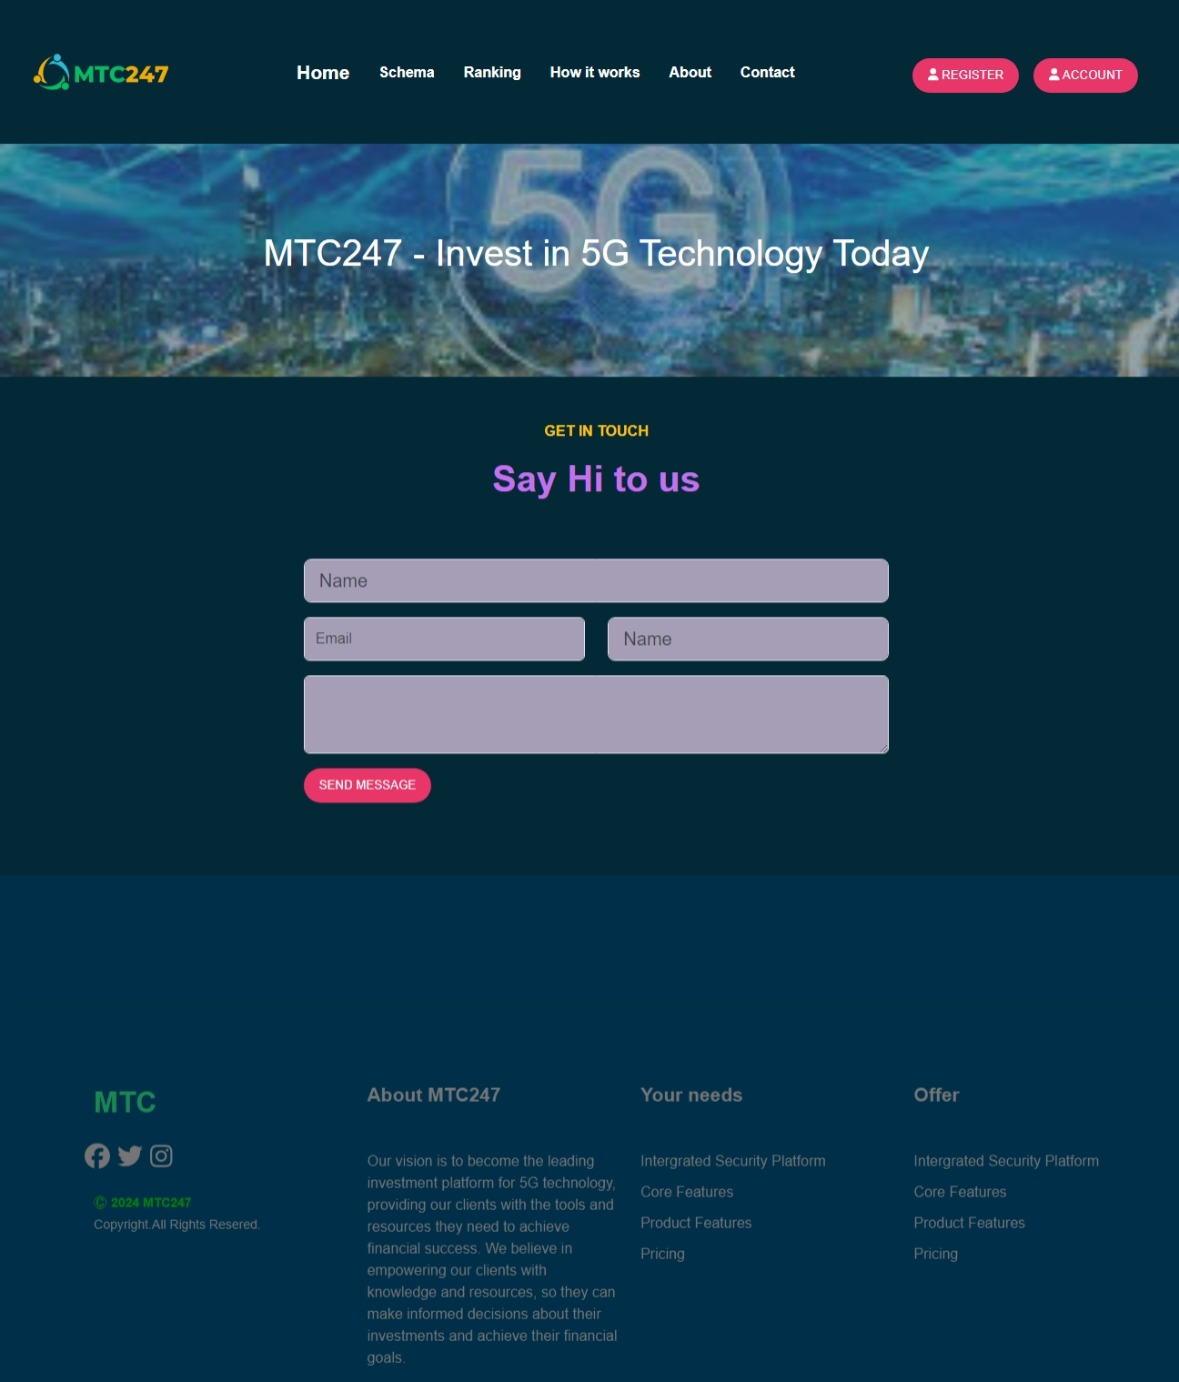 MTC247
Home Schema Ranking How it works About Contact
REGISTER ACCOUNT
5G
MTC247 - Invest in 5G Technology Today
GET IN TOUCH
Say Hi to us
Name
Email Name
SEND MESSAGE
MTC
© 2024 MTC247
Copyright.All Rights Resered.
About MTC247
Our vision is to become the leading
investment platform for 5G technology,
providing our clients with the tools and
resources they need to achieve
financial success. We believe in
empowering our clients with
knowledge and resources, so they can
make informed decisions about their
investments and achieve their financial
goals.
Your needs
Intergrated Security Platform
Core Features
Product Features
Pricing
Offer
Intergrated Security Platform
Core Features
Product Features
Pricing